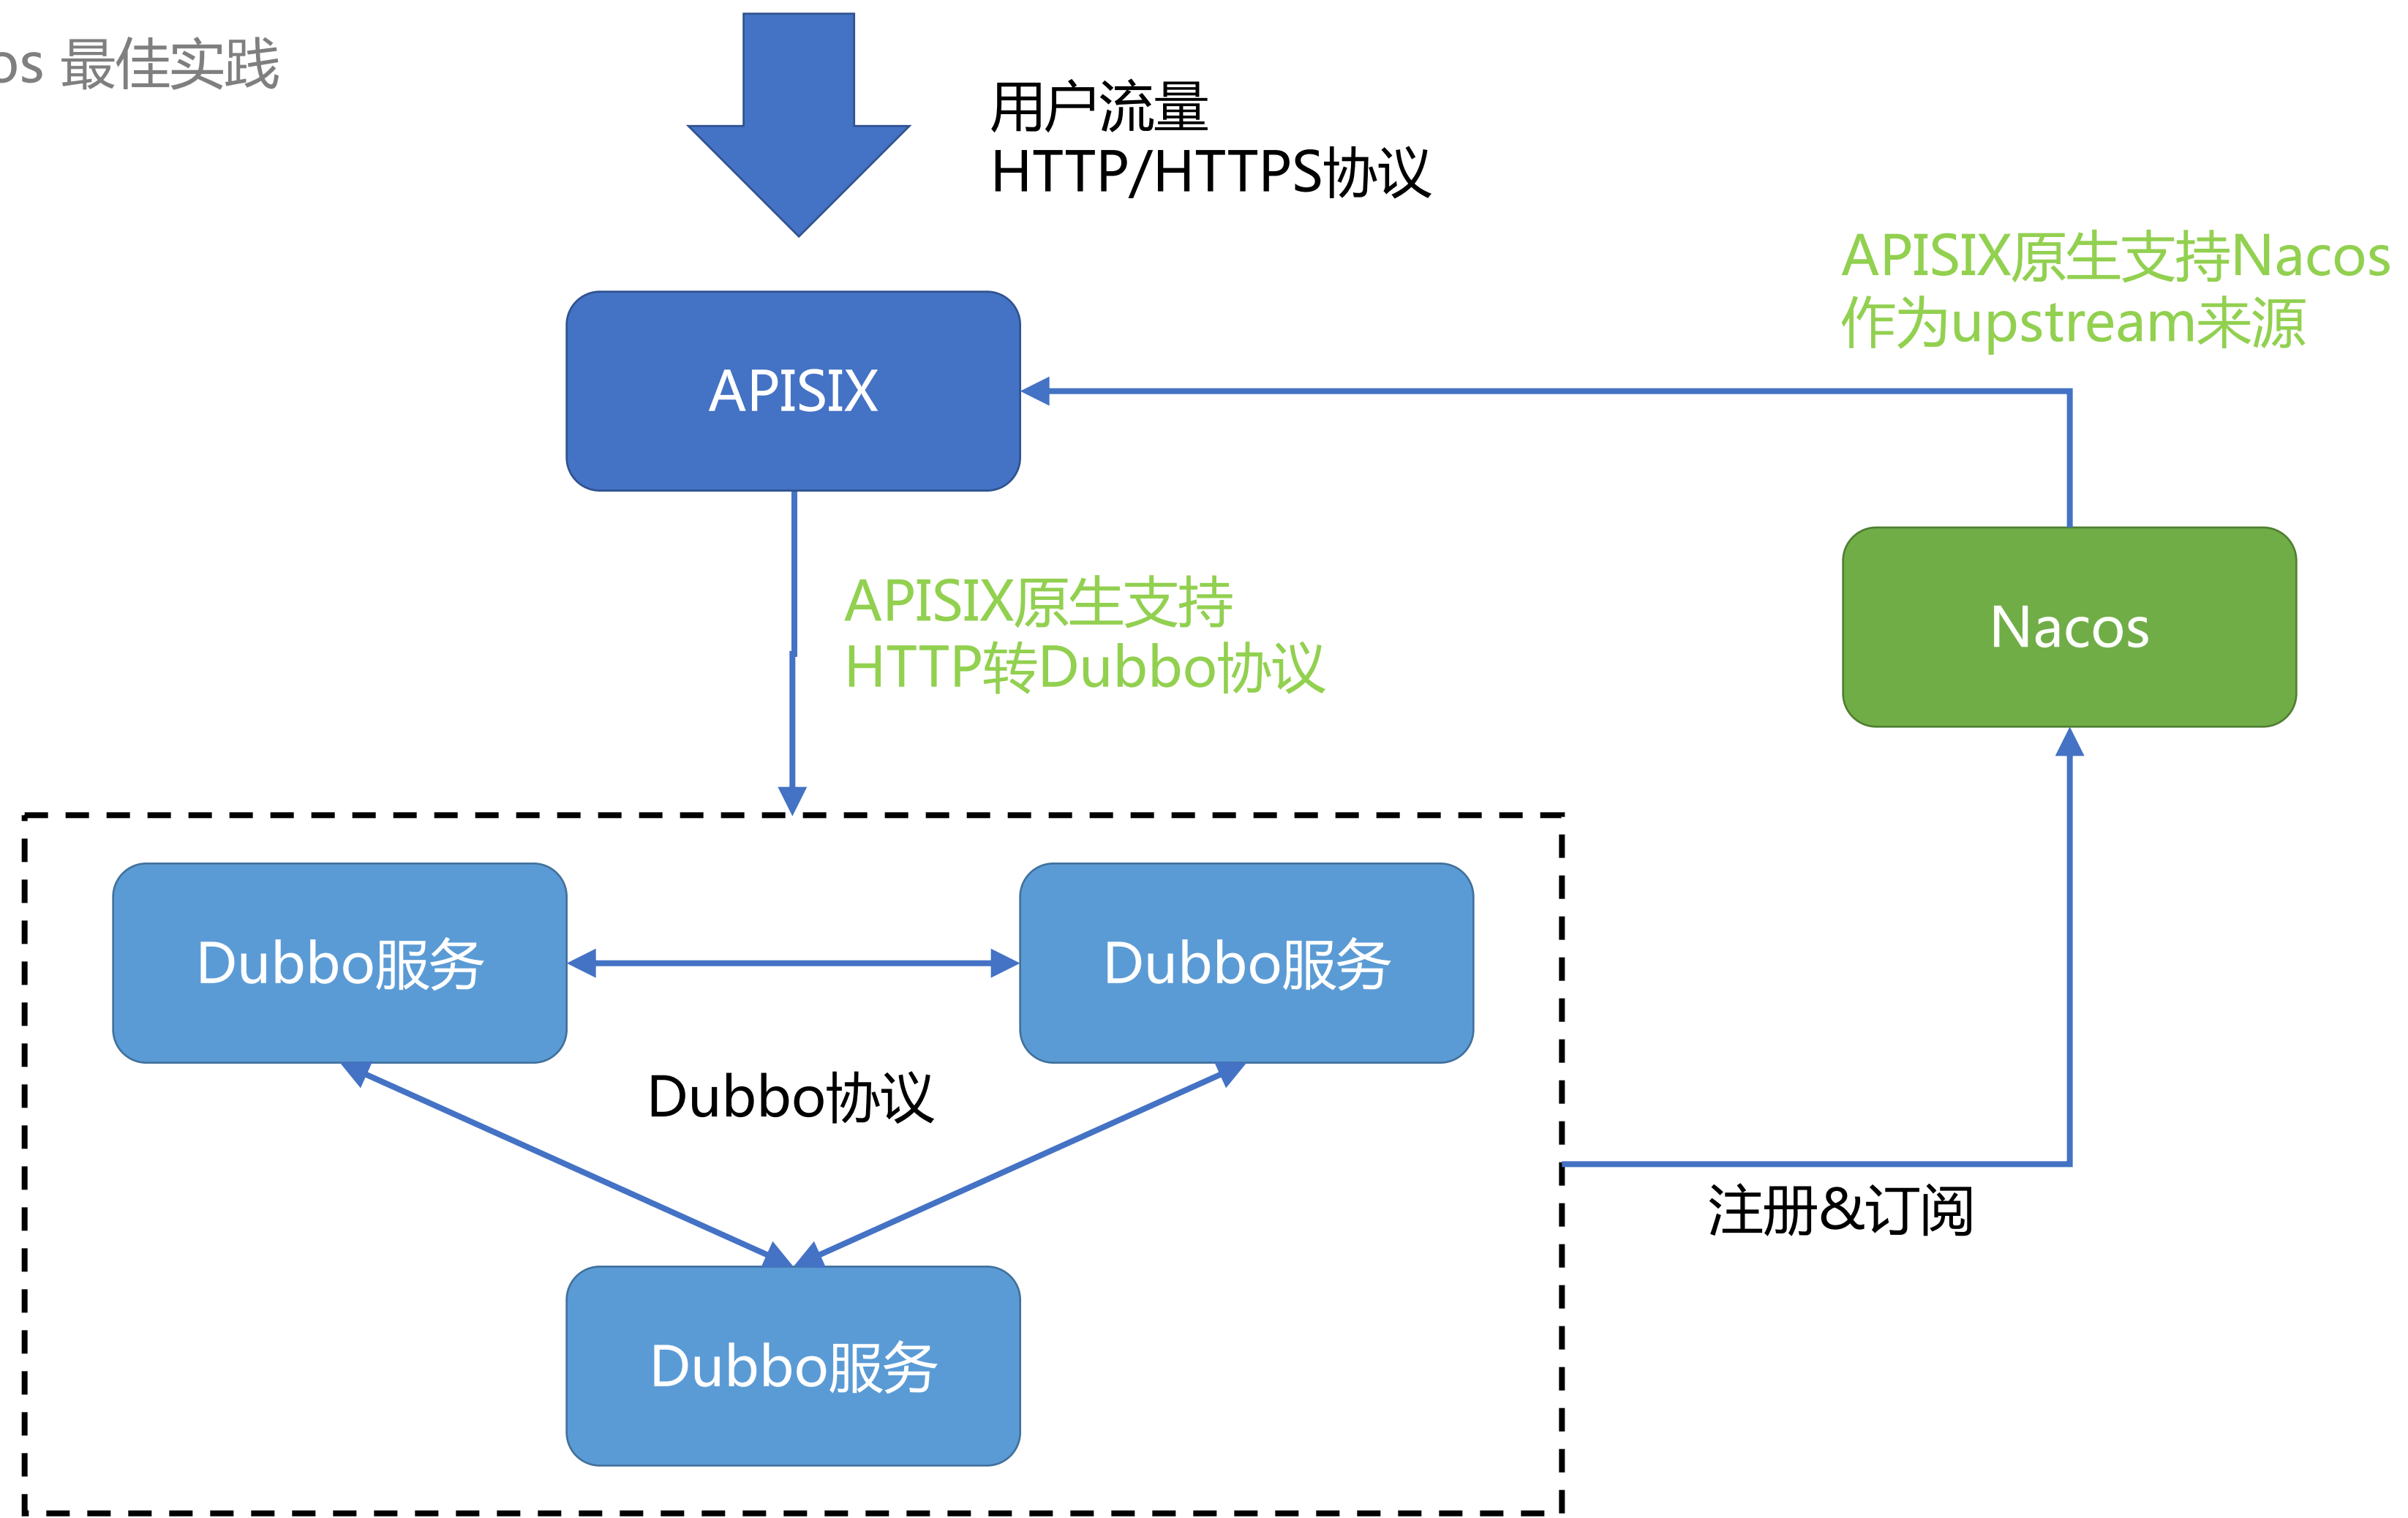 os 最佳实践
用户流量
HTTP/HTTPS协议
APISIX原生支持Nacos
作为upstream来源
APISIX
APISIX原生支持
HTTP转Dubbo协议
Nacos
Dubbo服务
Dubbo服务
Dubbo协议
注册&订阅
Dubbo服务